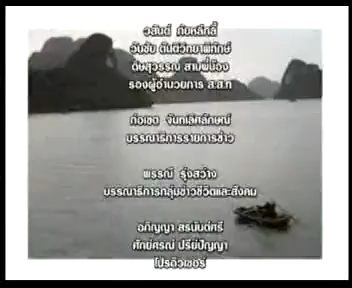 วสันต์ ภัยหลีกลี้
วันชัย ตันติวิทยาพิทักษ์
ดิษสุวรรณ สายพี่น้อง
รองผู้อำนวยการ ส.ส.ท
ก่อเขต จันทเลิศลักษณ์
บรรณาธิการรายการข่าว
พรรณี รุ่งสว่าง
บรรณาธิการกลุ่มข่าวชีวิตและสังคม
อภิญญา สรนันต์ศรี
ศักย์ศรณ์ ปรีย์ปัญญา
โปรดิวเซอร์